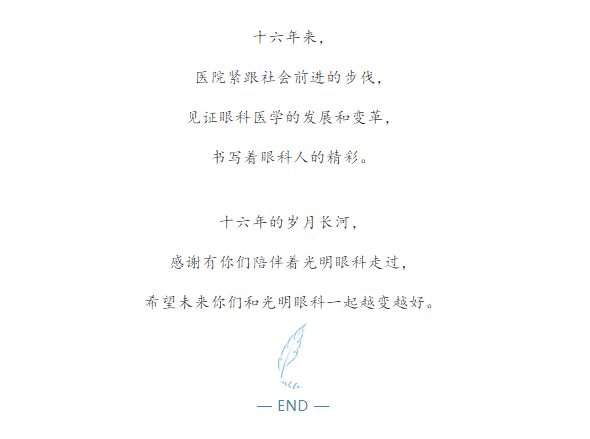 十六年来，
医院紧跟社会前进的步伐，
见证眼科医学的发展和变革，
书写着眼科人的精彩。
十六年的岁月长河，
感谢有你们陪伴着光明眼科走过，
希望未来你们和光明眼科一起越变越好。
— END —